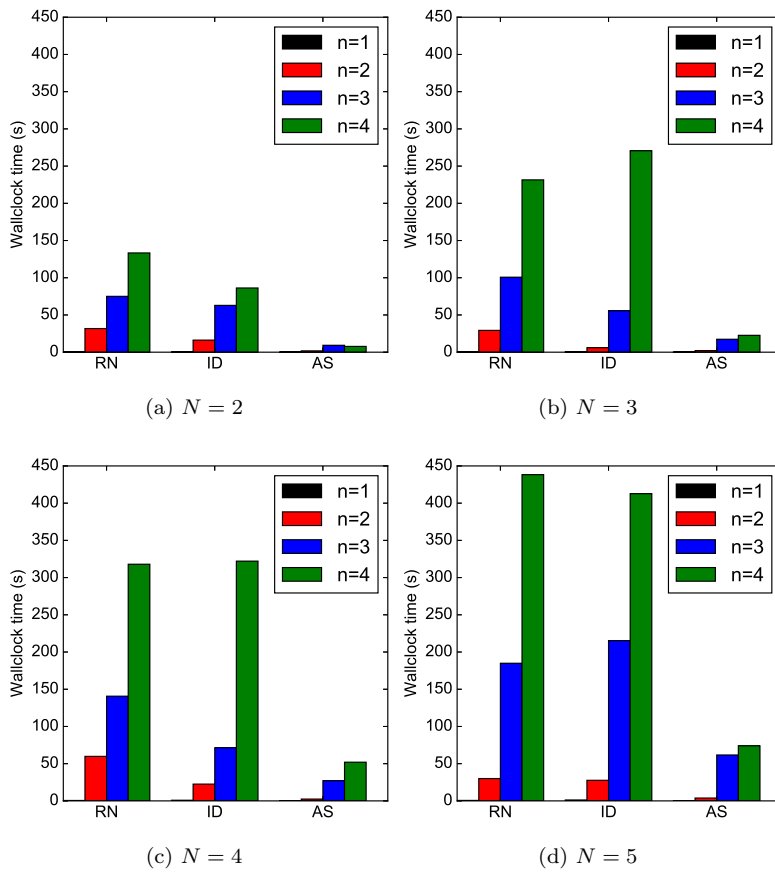 450
400
350
300
250
200
150
100
50
0
Wallclock time (s)
n=1
n=2
n=3
n=4
RN ID AS
(a) N = 2
450
400
350
300
250
200
150
100
50
0
Wallclock time (s)
n=1
n=2
n=3
n=4
RN ID AS
(b) N = 3
450
400
350
300
250
200
150
100
50
0
Wallclock time (s)
n=1
n=2
n=3
n=4
RN ID AS
(c) N = 4
450
400
350
300
250
200
150
100
50
0
Wallclock time (s)
n=1
n=2
n=3
n=4
RN ID AS
(d) N = 5